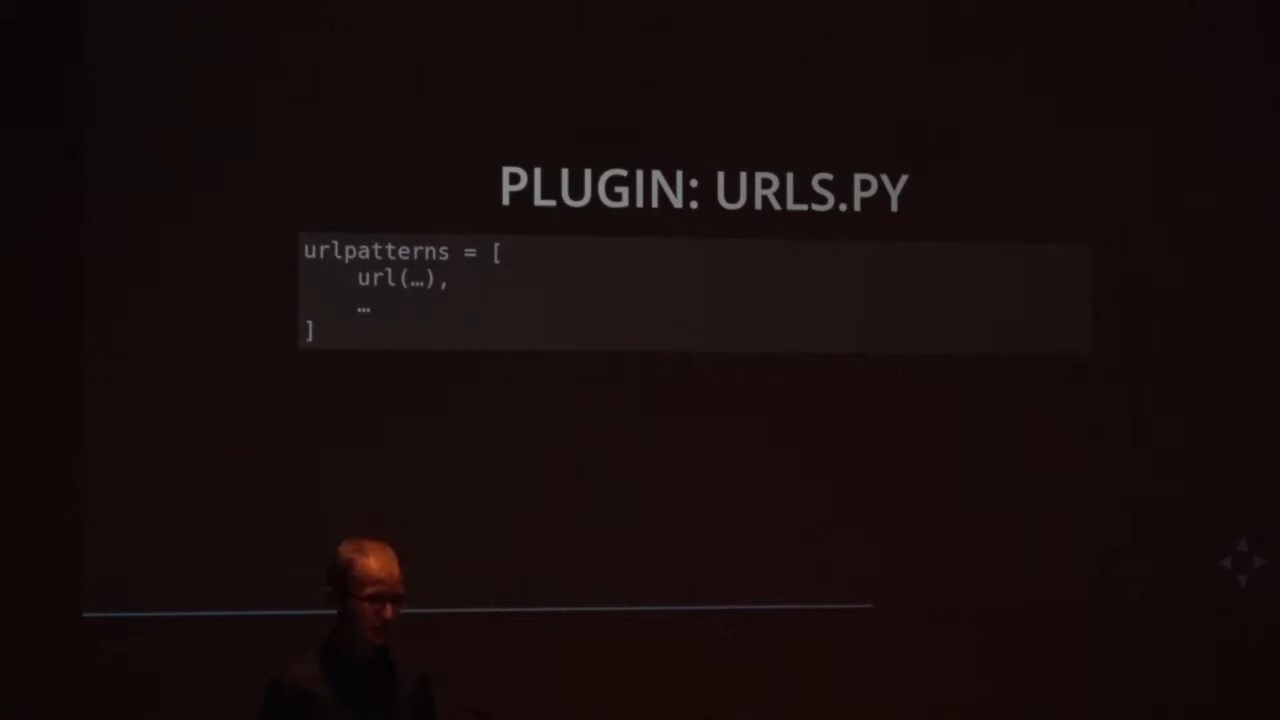 PLUGIN: URLS.PY
urlpatterns = [
    url(…),
    …
]